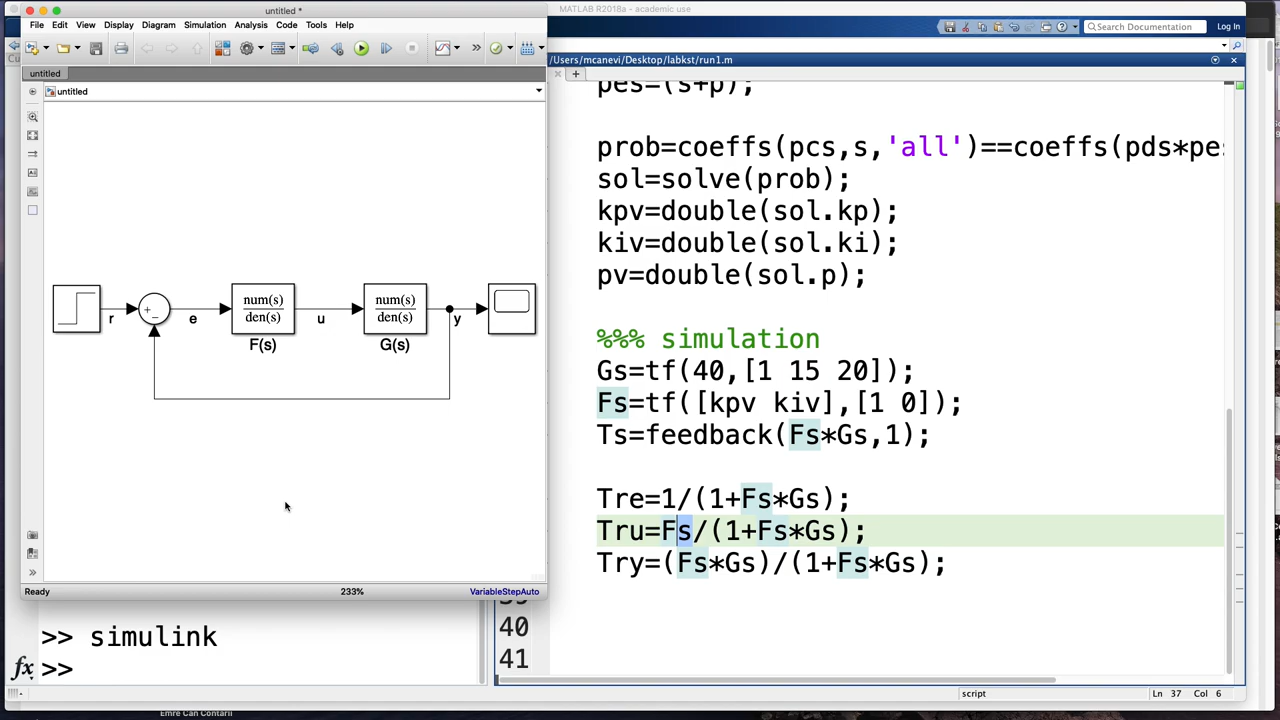 untitled *
MATLAB R2018a - academic use
File Edit View Display Diagram Simulation Analysis Code Tools Help
Search Documentation
Log In
/Users/mcanevi/Desktop/labkst/run1.m
untitled
untitled
pes=(s+p);
prob=coeffs(pcs,s,'all')==coeffs(pds*pes
sol=solve(prob);
kpv=double(sol.kp);
kiv=double(sol.ki);
pv=double(sol.p);
%%% simulation
Gs=tf(40,[1 15 20]);
Fs=tf([kpv kiv],[1 0]);
Ts=feedback(Fs*Gs,1);
Tre=1/(1+Fs*Gs);
Tru=Fs/(1+Fs*Gs);
Try=(Fs*Gs)/(1+Fs*Gs);
40
41
r
+
−
e
num(s)
den(s)
F(s)
u
num(s)
den(s)
G(s)
y
Ready
233%
VariableStepAuto
>> simulink
fx >>
script
Ln 37 Col 6
Emre Can Contarli